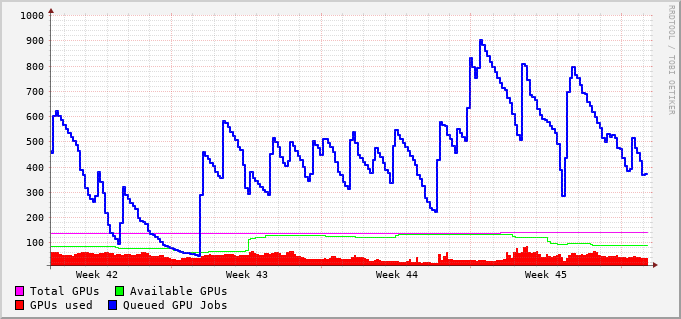 1000
900
800
700
600
500
400
300
200
100
Week 42 Week 43 Week 44 Week 45
Total GPUs Available GPUs
GPUs used Queued GPU Jobs
RRDTOOL / TOBI OETIKER